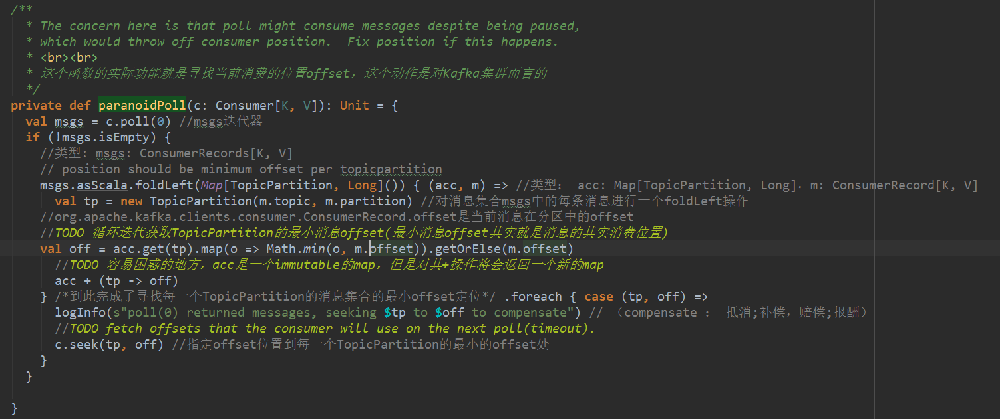 /**
 * The concern here is that poll might consume messages despite being paused,
 * which would throw off consumer position.  Fix position if this happens.
 * <br><br>
 * 这个函数的实际功能就是寻找当前消费的位置offset，这个动作是对Kafka集群而言的
 */
private def paranoidPoll(c: Consumer[K, V]): Unit = {
  val msgs = c.poll(0) //msgs迭代器
  if (!msgs.isEmpty) {
    //类型: msgs: ConsumerRecords[K, V]
    // position should be minimum offset per topicpartition
    msgs.asScala.foldLeft(Map[TopicPartition, Long]()) { (acc, m) => //类型： acc: Map[TopicPartition, Long]，m: ConsumerRecord[K, V]
      val tp = new TopicPartition(m.topic, m.partition) //对消息集合msgs中的每条消息进行一个foldLeft操作
    //org.apache.kafka.clients.consumer.ConsumerRecord.offset是当前消息在分区中的offset
    //TODO 循环迭代获取TopicPartition的最小消息offset(最小消息offset其实就是消息的其实消费位置)
    val off = acc.get(tp).map(o => Math.min(o, m.offset)).getOrElse(m.offset)
      //TODO 容易困惑的地方，acc是一个immutable的map，但是对其+操作将会返回一个新的map
      acc + (tp -> off)
    } /*到此完成了寻找每一个TopicPartition的消息集合的最小offset定位*/ .foreach { case (tp, off) =>
      logInfo(s"poll(0) returned messages, seeking $tp to $off to compensate") // （compensate ： 抵消;补偿，赔偿;报酬）
      //TODO fetch offsets that the consumer will use on the next poll(timeout).
      c.seek(tp, off) //指定offset位置到每一个TopicPartition的最小的offset处
    }
  }
}